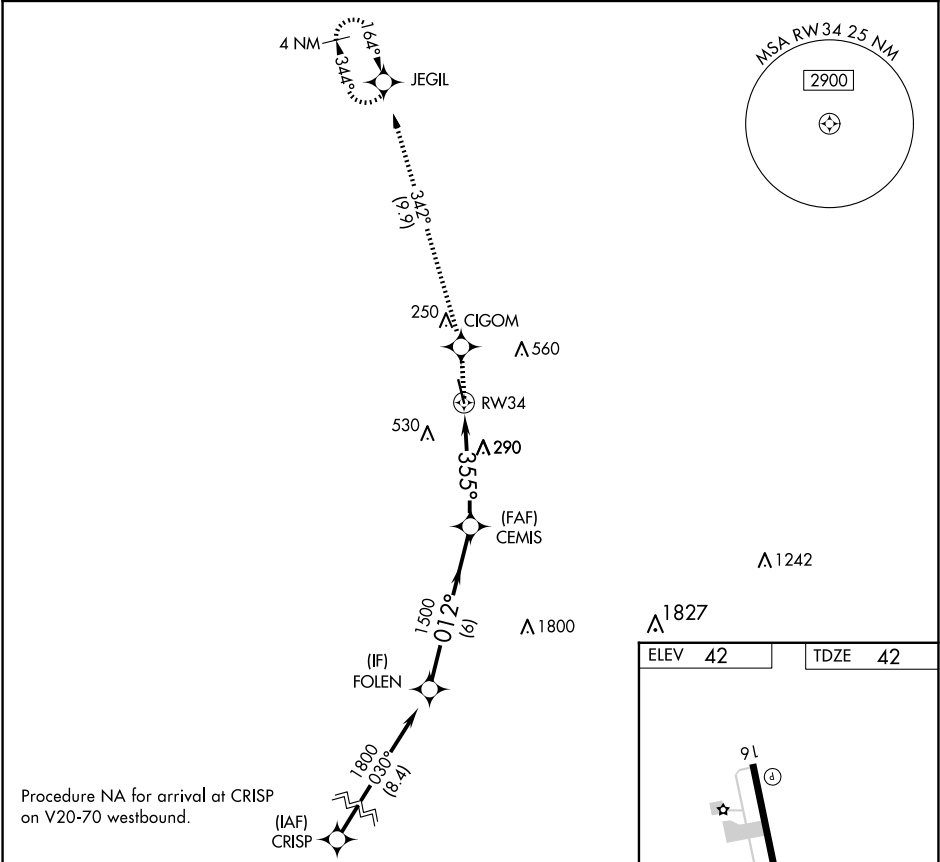 MSA RW34 25 NM
2900
4 NM
164°
344°
JEGIL
342°
(9.9)
250
CIGOM
560
RW34
530
290
355°
(FAF)
CEMIS
1242
1500
012°
(6)
1800
1827
(IF)
FOLEN
ELEV 42
TDZE 42
1800
030°
(8.4)
16
P
Procedure NA for arrival at CRISP
on V20-70 westbound.
(IAF)
CRISP